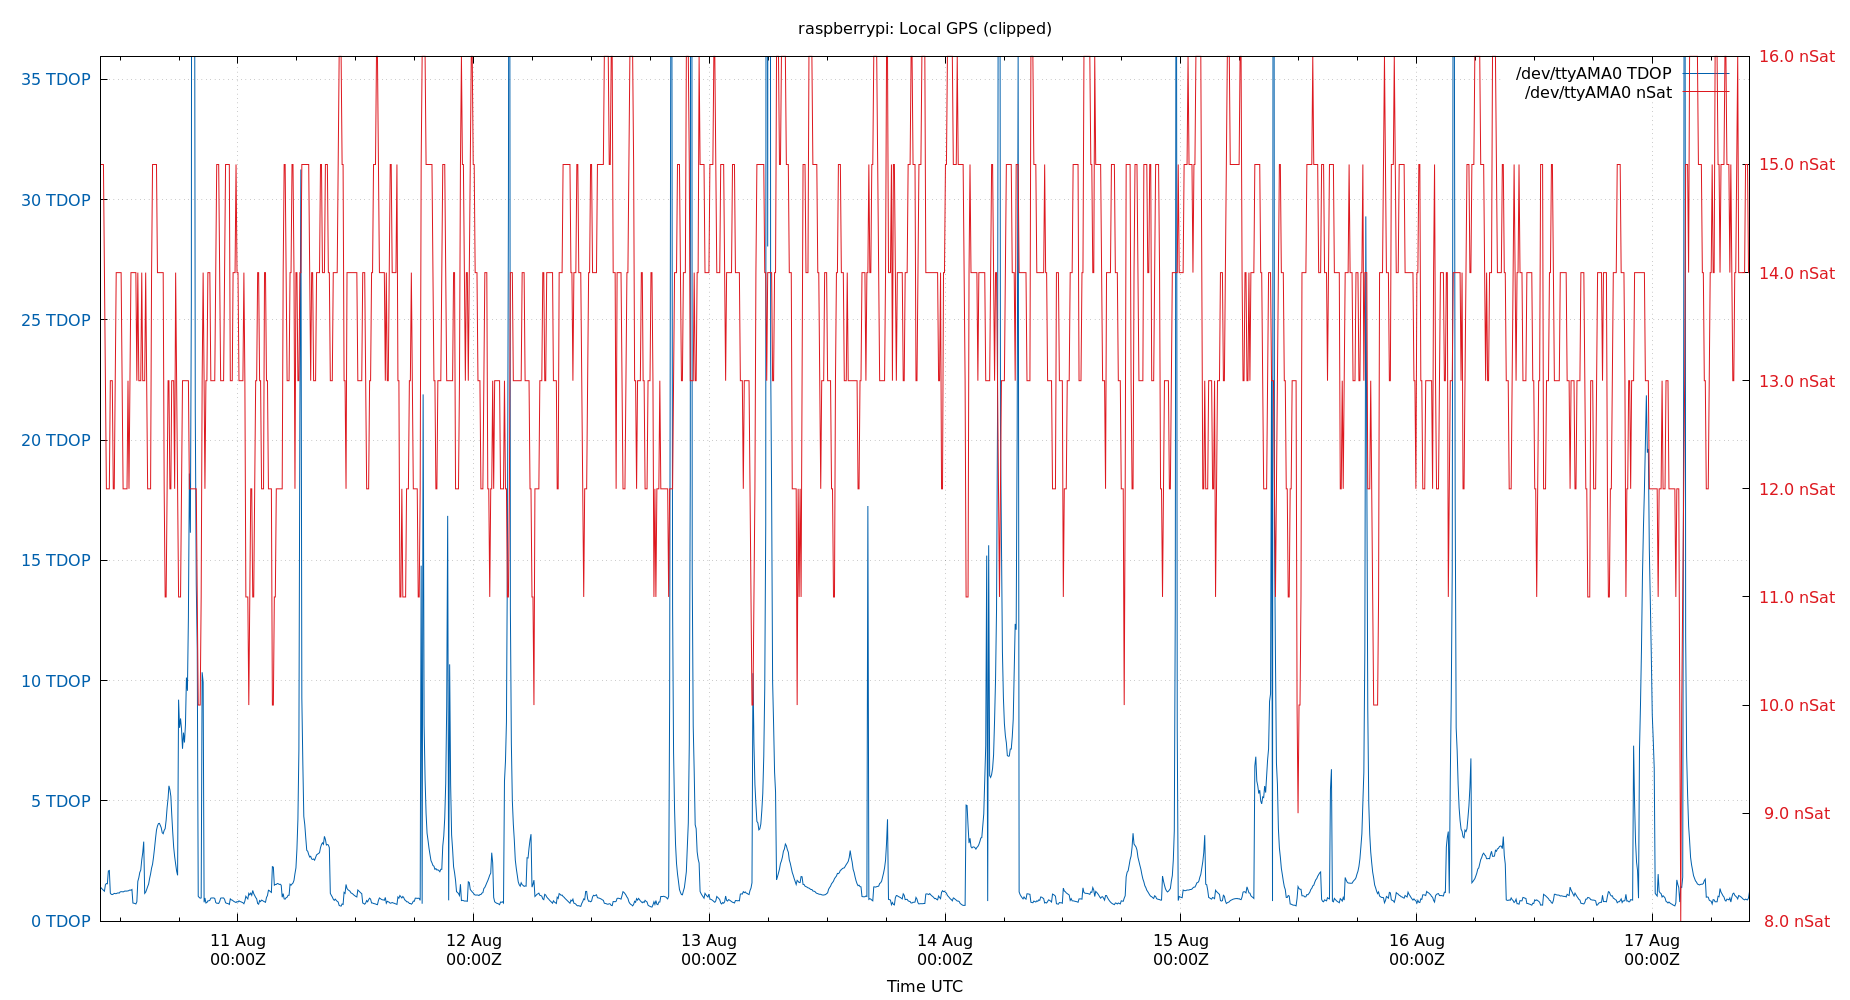 raspberrypi: Local GPS (clipped)
35 TDOP
30 TDOP
25 TDOP
20 TDOP
15 TDOP
10 TDOP
5 TDOP
0 TDOP
/dev/ttyAMA0 TDOP
/dev/ttyAMA0 nSat
16.0 nSat
15.0 nSat
14.0 nSat
13.0 nSat
12.0 nSat
11.0 nSat
10.0 nSat
9.0 nSat
8.0 nSat
11 Aug 12 Aug 13 Aug 14 Aug 15 Aug 16 Aug 17 Aug
00:00Z 00:00Z 00:00Z 00:00Z 00:00Z 00:00Z 00:00Z
Time UTC